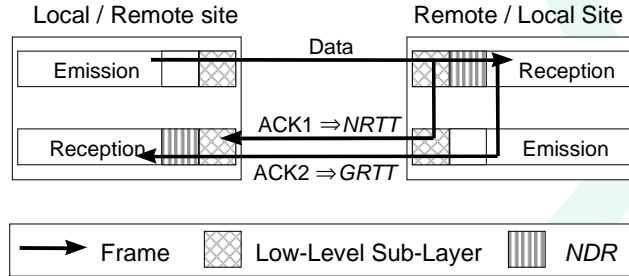 Local / Remote site
Remote / Local Site
Data
Emission
Reception
ACK1 ⇒NRTT
Reception
Emission
ACK2 ⇒GRTT
Frame
Low-Level Sub-Layer
NDR